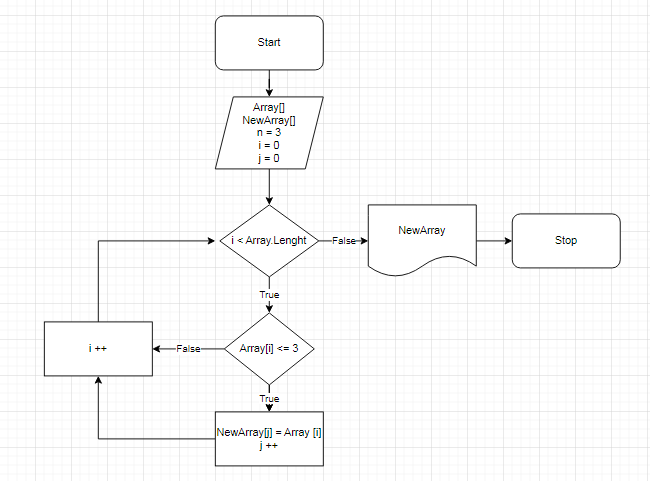 Start
Array[]
NewArray[]
n = 3
i = 0
j = 0
i < Array.Lenght
False
NewArray
Stop
True
i ++
False
Array[i] <= 3
True
NewArray[j] = Array [i]
j ++